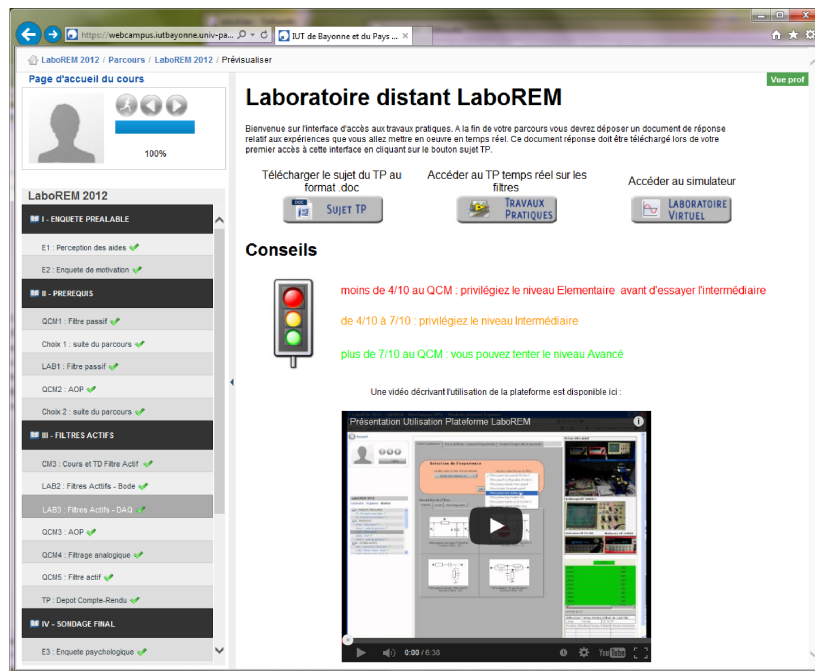 https://webcampus.iutbayonne.univ-pa...
IUT de Bayonne et du Pays ...
LaboREM 2012 / Parcours / LaboREM 2012 / Prévisualiser
Page d'accueil du cours
Vue prof
100%
LaboREM 2012
I - ENQUETE PREALABLE
E1 : Perception des aides
E2 : Enquete de motivation
II - PREREQUIS
QCM1 : Filtre passif
Choix 1 : suite du parcours
LAB1 : Filtre passif
QCM2 : AOP
Choix 2 : suite du parcours
III - FILTRES ACTIFS
CM3 : Cours et TD Filtre Actif
LAB2 : Filtres Acttifs - Bode
LAB3 : Filtres Actifs - DAQ
QCM3 : AOP
QCM4 : Filtrage analogique
QCM5 : Filtre actif
TP : Depot Compte-Rendu
IV - SONDAGE FINAL
E3 : Enquete psychologique
Laboratoire distant LaboREM
Bienvenue sur l'interface d'accès aux travaux pratiques. A la fin de votre parcours vous devrez déposer un document de réponse
relatif aux expériences que vous allez mettre en oeuvre en temps réel. Ce document réponse doit être téléchargé lors de votre
premier accès à cette interface en cliquant sur le bouton sujet TP.
Télécharger le sujet du TP au
format .doc
DOC
SUJET TP
Accéder au TP temps réel sur les
filtres
TRAVAUX
PRATIQUES
Accéder au simulateur
LABORATOIRE
VIRTUEL
Conseils
moins de 4/10 au QCM : privilégiez le niveau Elementaire avant d'essayer l'intermédiaire
de 4/10 à 7/10 : privilégiez le niveau Intermédiaire
plus de 7/10 au QCM : vous pouvez tenter le niveau Avancé
Une vidéo décrivant l'utilisation de la plateforme est disponible ici :
Présentation Utilisation Plateforme LaboREM
0:00 / 6:38
YouTube